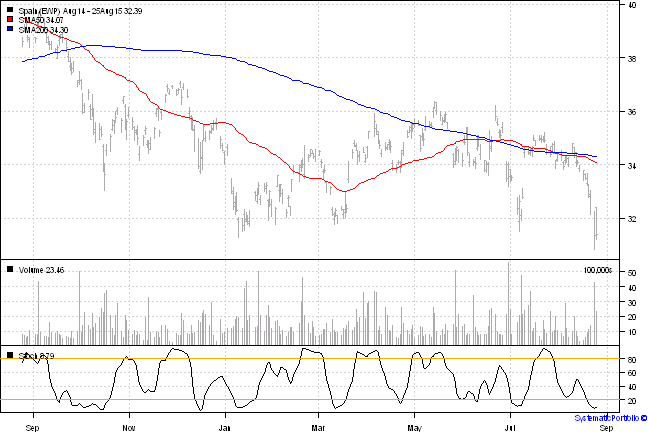 Spain (EWP) Aug 14 - 25Aug15 32.39
SMA50 34.07
SMA200 34.30
40
38
36
34
32
Volume 23.46
100,000s
50
40
30
20
10
80
60
40
20
Sep Nov Jan Mar May Jul Sep
SystematicPortfolio ©